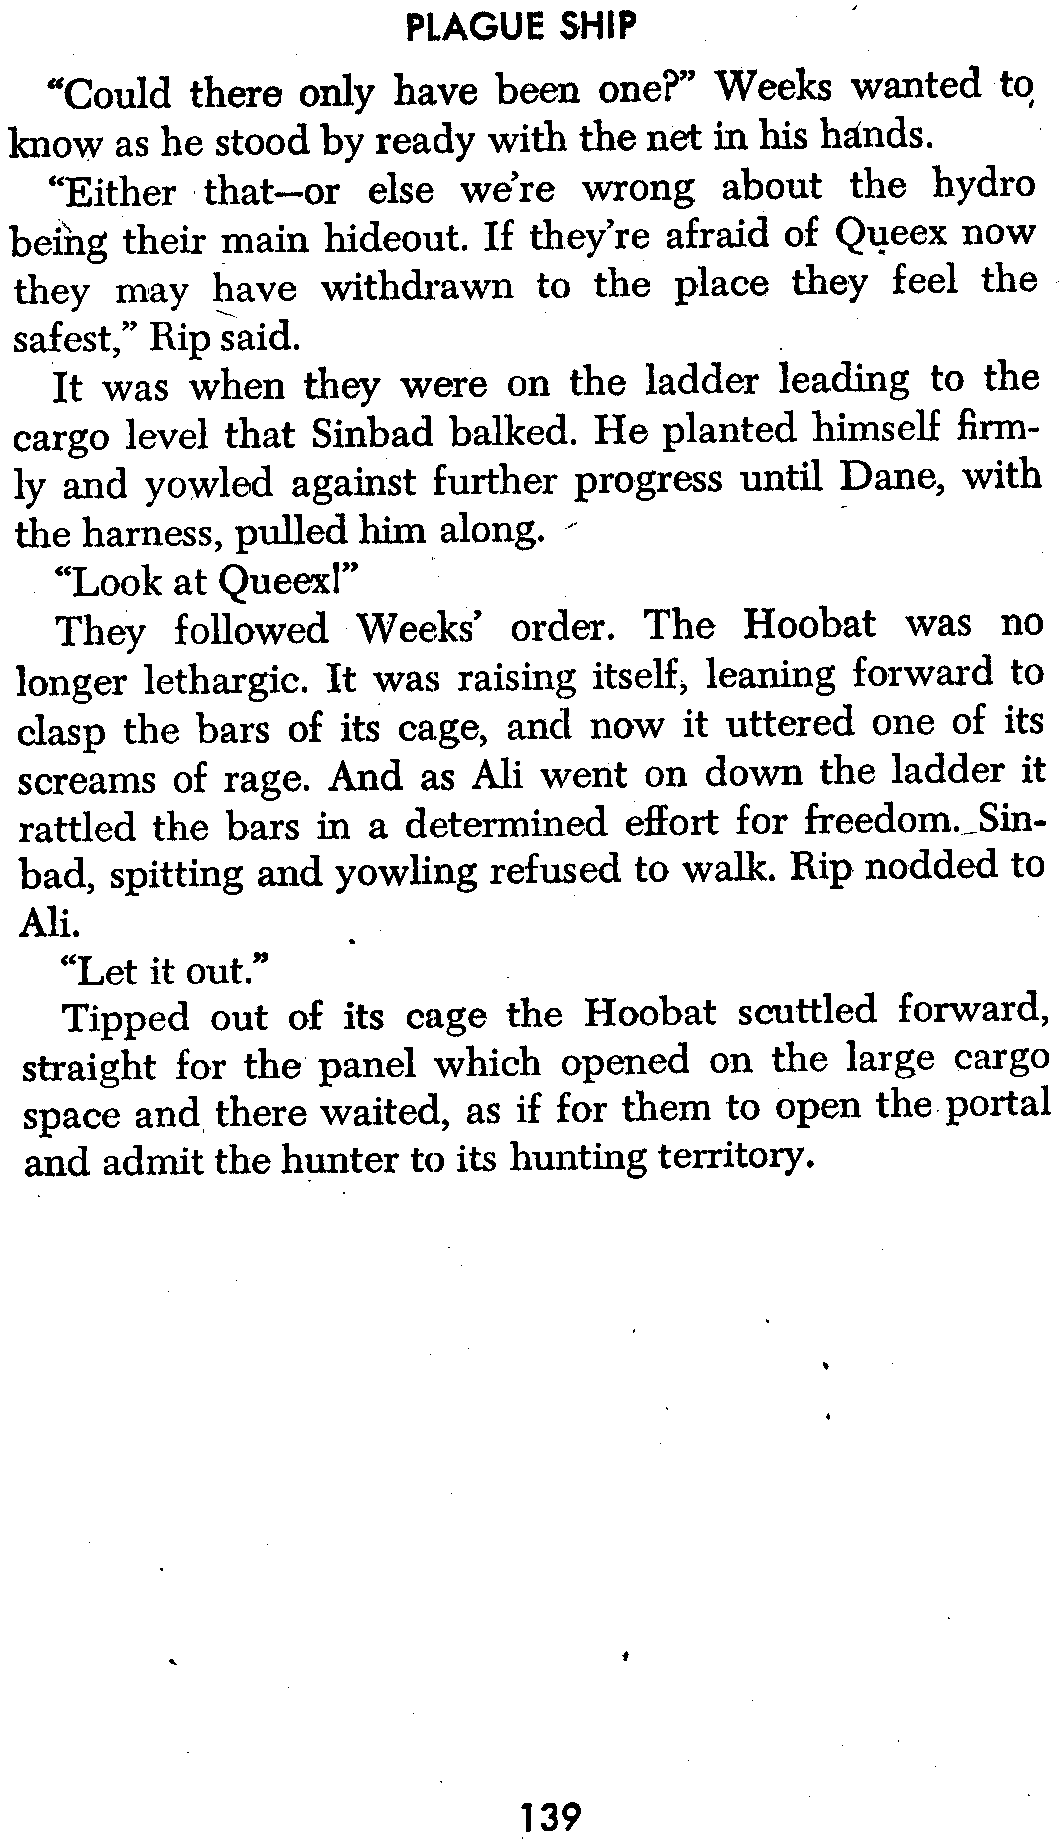 PLAGUE SHIP
“Could there only have been one?” Weeks wanted to
know as he stood by ready with the net in his hands.
“Either that—or else we’re wrong about the hydro
being their main hideout. If they’re afraid of Queex now
they may have withdrawn to the place they feel the
safest,” Rip said.
It was when they were on the ladder leading to the
cargo level that Sinbad balked. He planted himself firm-
ly and yowled against further progress until Dane, with
the harness, pulled him along.
“Look at Queex!”
They followed Weeks’ order. The Hoobat was no
longer lethargic. It was raising itself, leaning forward to
clasp the bars of its cage, and now it uttered one of its
screams of rage. And as Ali went on down the ladder it
rattled the bars in a determined effort for freedom. Sin-
bad, spitting and yowling refused to walk. Rip nodded to
Ali.
“Let it out.”
Tipped out of its cage the Hoobat scuttled forward,
straight for the panel which opened on the large cargo
space and there waited, as if for them to open the portal
and admit the hunter to its hunting territory.
139